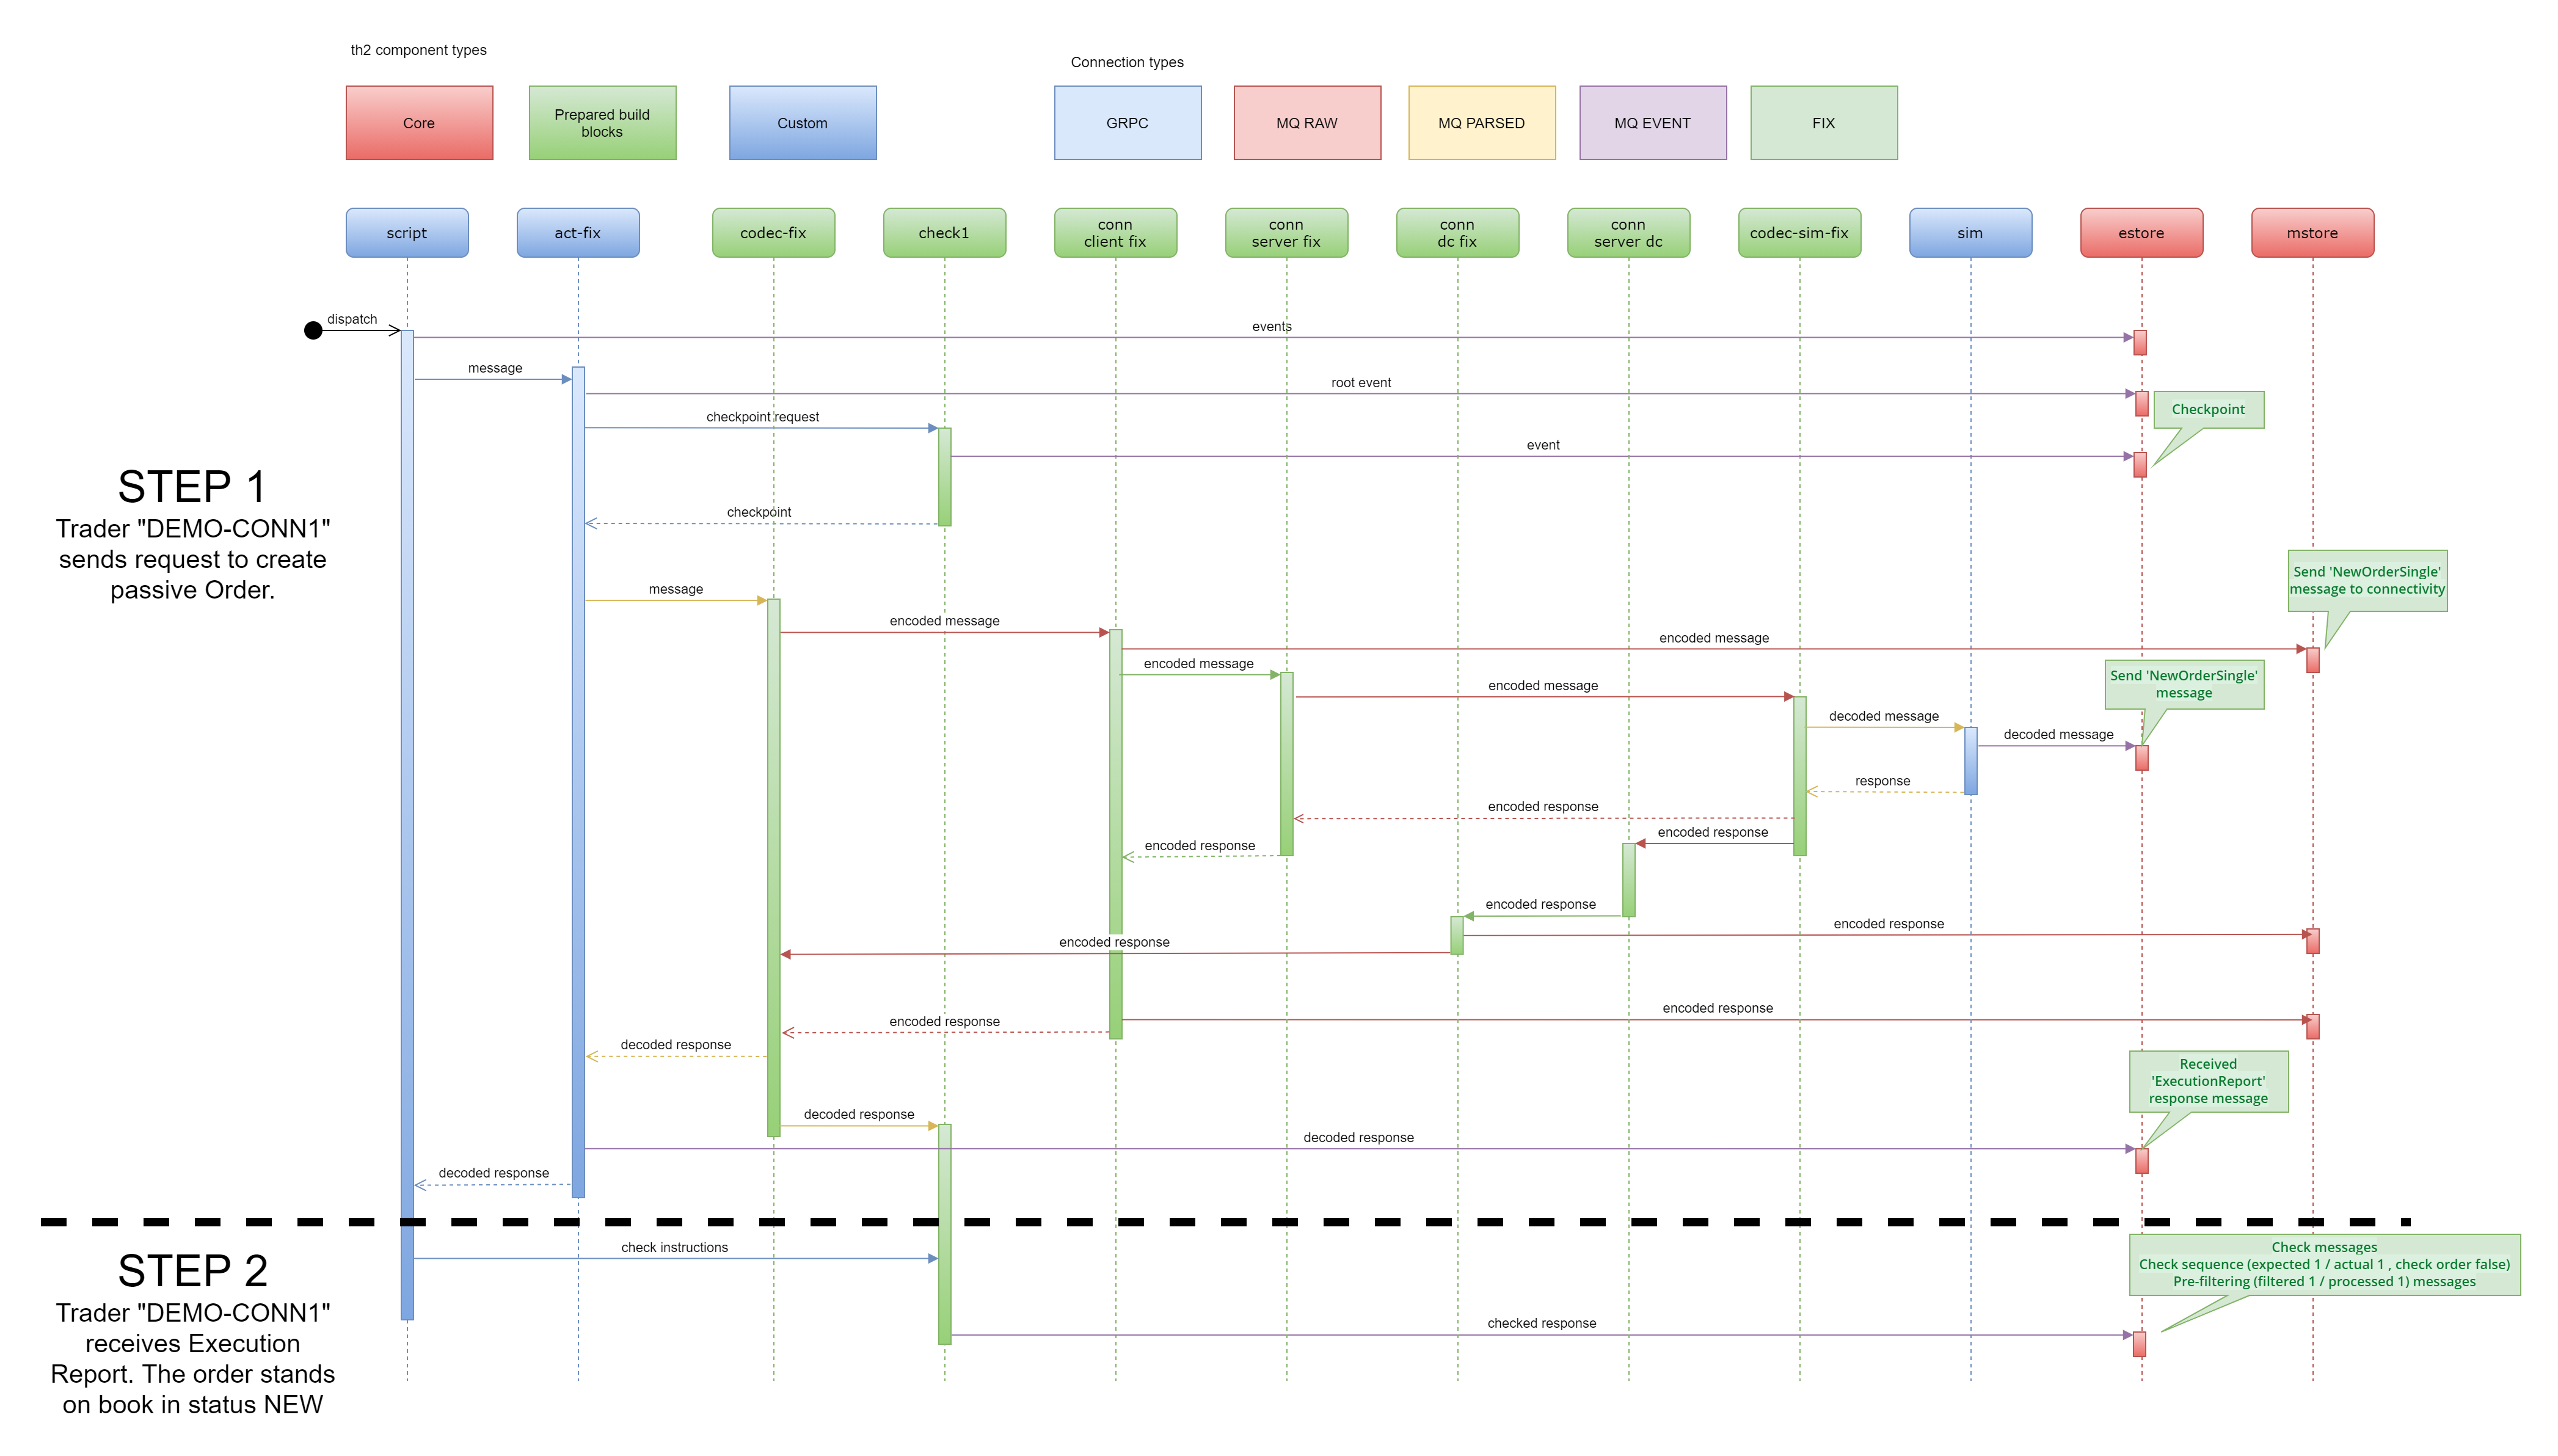 th2 component types
Connection types
Core
Prepared build
blocks
Custom
GRPC
MQ RAW
MQ PARSED
MQ EVENT
FIX
script
act-fix
codec-fix
check1
conn
client fix
conn
server fix
conn
dc fix
conn
server dc
codec-sim-fix
sim
estore
mstore
dispatch
events
message
root event
checkpoint request
Checkpoint
event
STEP 1
Trader "DEMO-CONN1"
sends request to create
passive Order.
checkpoint
message
Send 'NewOrderSingle'
message to connectivity
encoded message
encoded message
encoded message
Send 'NewOrderSingle'
message
encoded message
decoded message
decoded message
response
encoded response
encoded response
encoded response
encoded response
encoded response
encoded response
encoded response
encoded response
decoded response
Received
'ExecutionReport'
response message
decoded response
decoded response
decoded response
STEP 2
Trader "DEMO-CONN1"
receives Execution
Report. The order stands
on book in status NEW
check instructions
Check messages
Check sequence (expected 1 / actual 1 , check order false)
Pre-filtering (filtered 1 / processed 1) messages
checked response